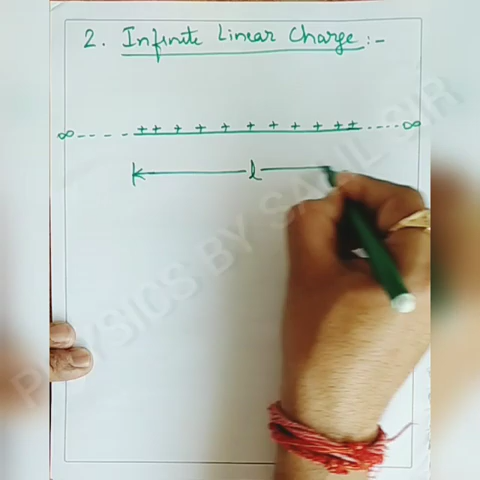 2. Infinite Linear Charge :-
∞ - - - - + + + + + + + + + + - - - - ∞
l
PHYSICS BY SAHIL SIR